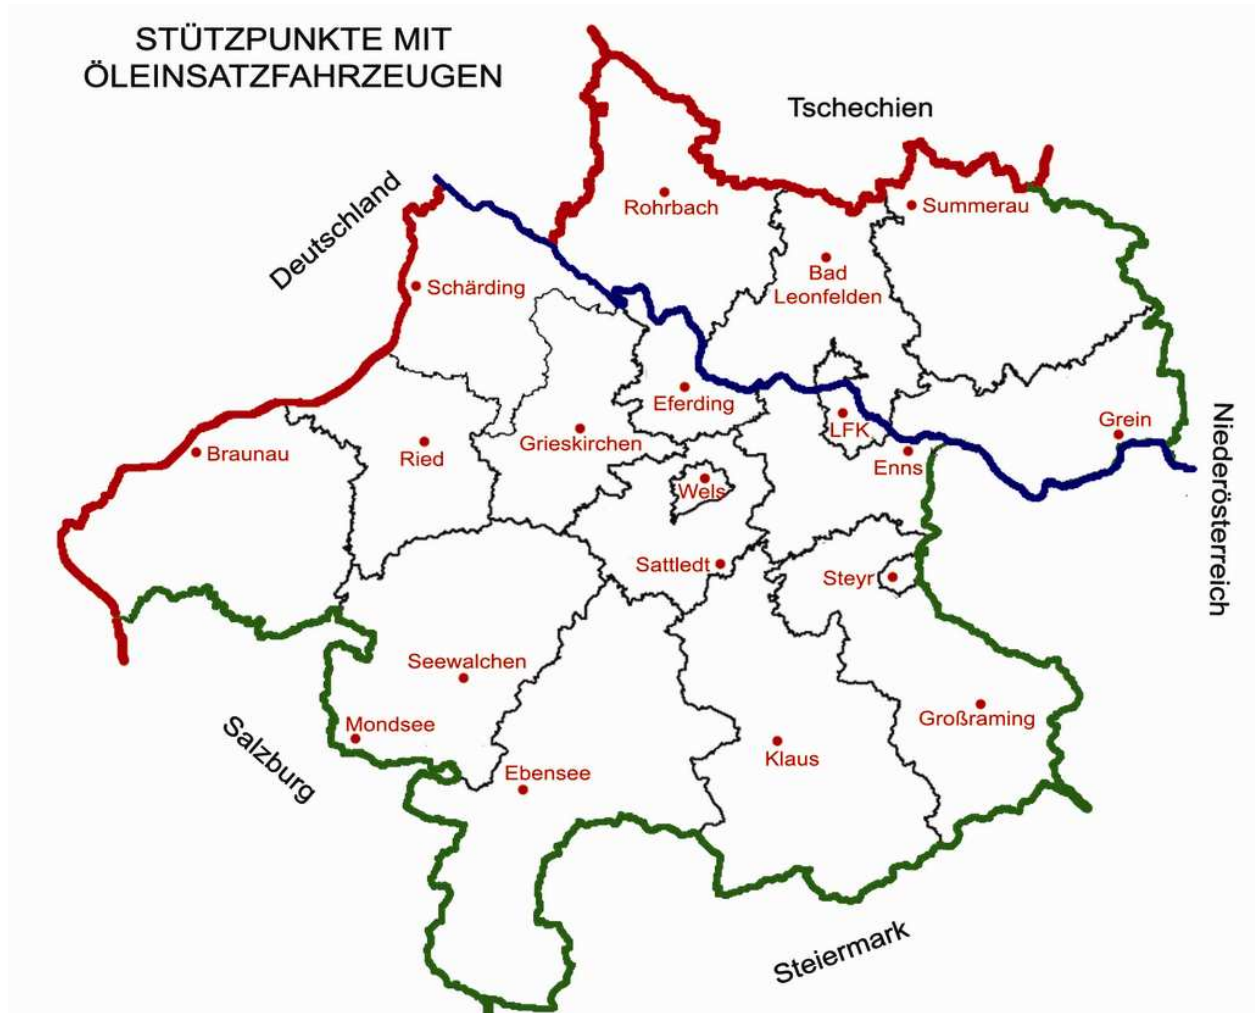 STÜTZPUNKTE MIT
ÖLEINSATZFAHRZEUGEN
Tschechien
Deutschland
Rohrbach
Summerau
Bad
Leonfelden
Schärding
Eferding
Grein
LFK
Grieskirchen
Braunau
Ried
Enns
Wels
Niederösterreich
Sattledt
Steyr
Seewalchen
Mondsee
Großraming
Salzburg
Klaus
Ebensee
Steiermark